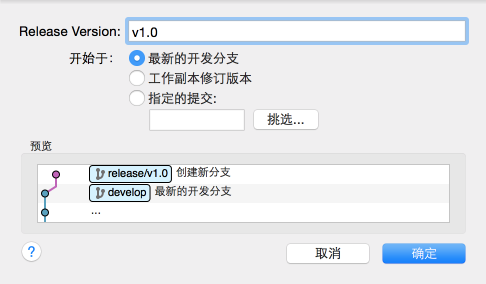 Release Version: v1.0
开始于： 最新的开发分支
工作副本修订版本
指定的提交:
挑选...
预览
release/v1.0 创建新分支
develop 最新的开发分支
...
? 取消 确定